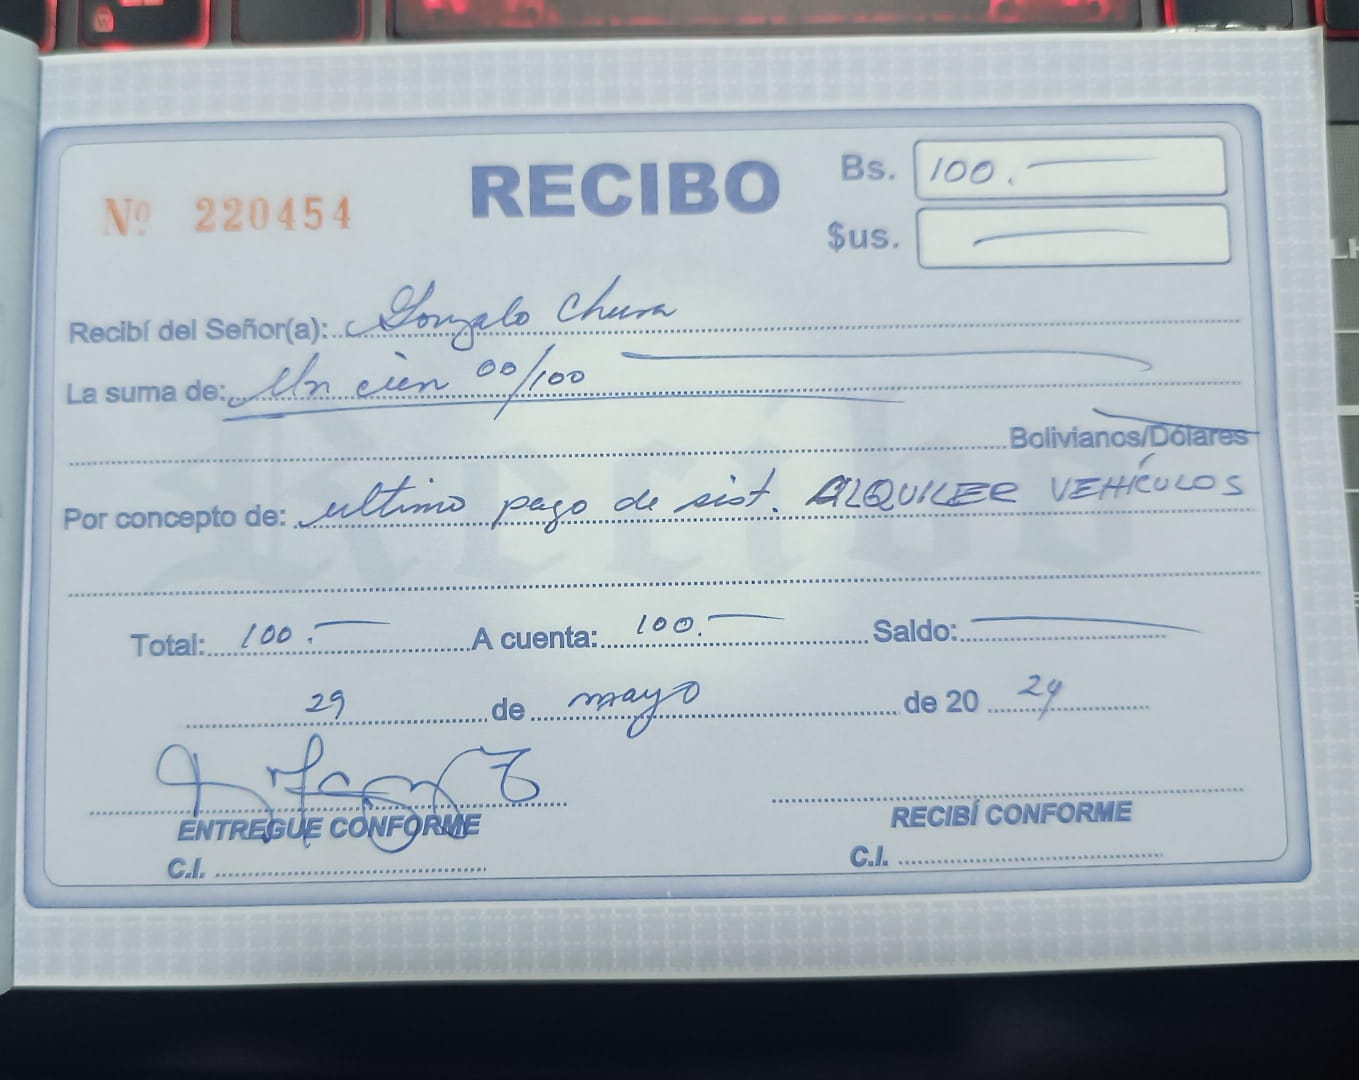 Nº 220454
RECIBO
Bs. 100.
$us.
Recibí del Señor(a): Gonzalo Chura
La suma de: Un cien 00/100
Bolivianos/Dólares
Por concepto de: ultimo pago de sist. ALQUILER VEHÍCULOS
Total: 100. A cuenta: 100. Saldo:
29 de mayo de 20 24
ENTREGUE CONFORME
C.I.
RECIBÍ CONFORME
C.I.